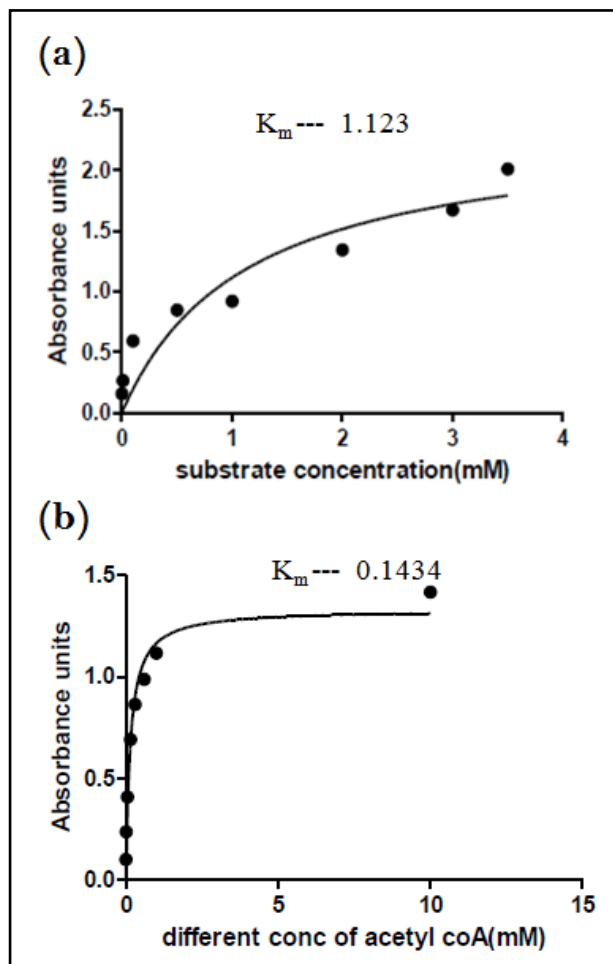 (a)
Km --- 1.123
2.5
2.0
1.5
1.0
0.5
0.0
Absorbance units
0 1 2 3 4
substrate concentration(mM)
(b)
Km --- 0.1434
1.5
1.0
0.5
0.0
Absorbance units
0 5 10 15
different conc of acetyl coA(mM)